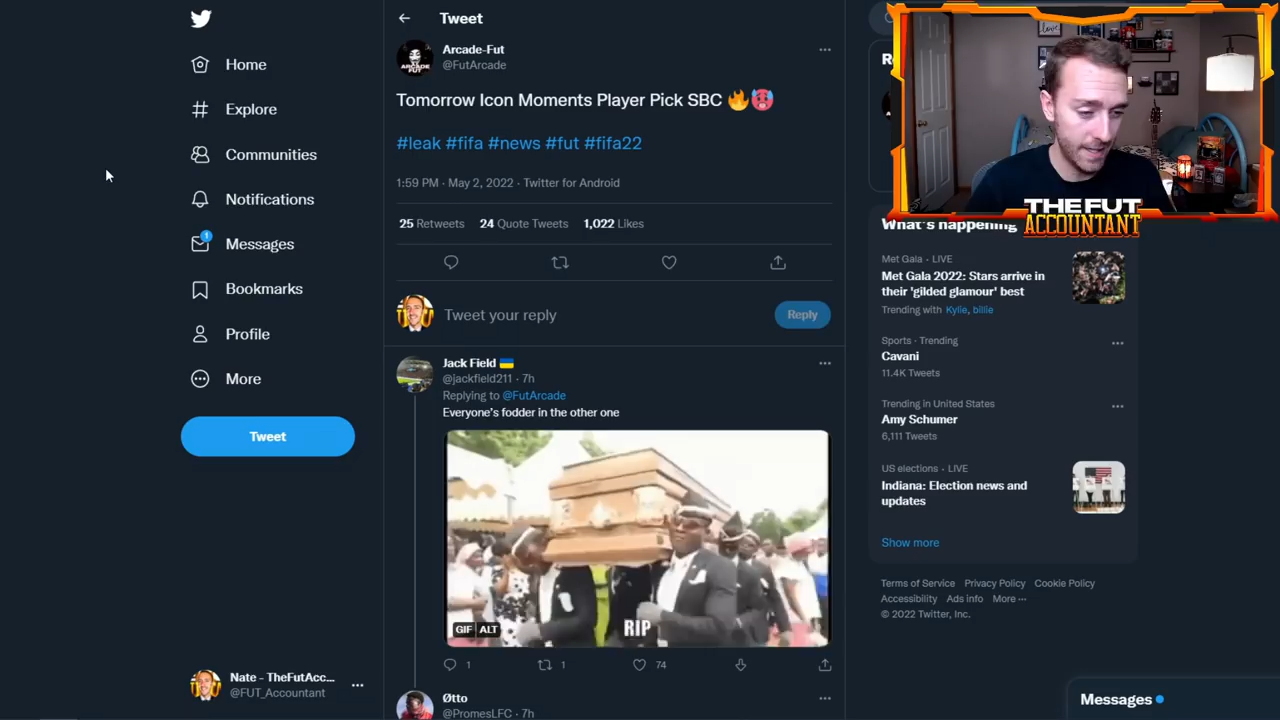 Home
Explore
Communities
Notifications
1
Messages
Bookmarks
Profile
More
Tweet
Nate - TheFutAcc...
@FUT_Accountant
Tweet
Arcade-Fut
@FutArcade
Tomorrow Icon Moments Player Pick SBC 🔥🥵
#leak #fifa #news #fut #fifa22
1:59 PM · May 2, 2022 · Twitter for Android
25 Retweets 24 Quote Tweets 1,022 Likes
Tweet your reply
Reply
Jack Field 🇺🇦
@jackfield211 · 7h
Replying to @FutArcade
Everyone's fodder in the other one
RIP
GIF ALT
1 1 74
Øtto
@PromesLFC · 7h
THE FUT
ACCOUNTANT
What's happening
Met Gala · LIVE
Met Gala 2022: Stars arrive in
their 'gilded glamour' best
Trending with Kylie, billie
Sports · Trending
Cavani
11.4K Tweets
Trending in United States
Amy Schumer
6,111 Tweets
US elections · LIVE
Indiana: Election news and
updates
Show more
Terms of Service Privacy Policy Cookie Policy
Accessibility Ads info More ···
© 2022 Twitter, Inc.
Messages